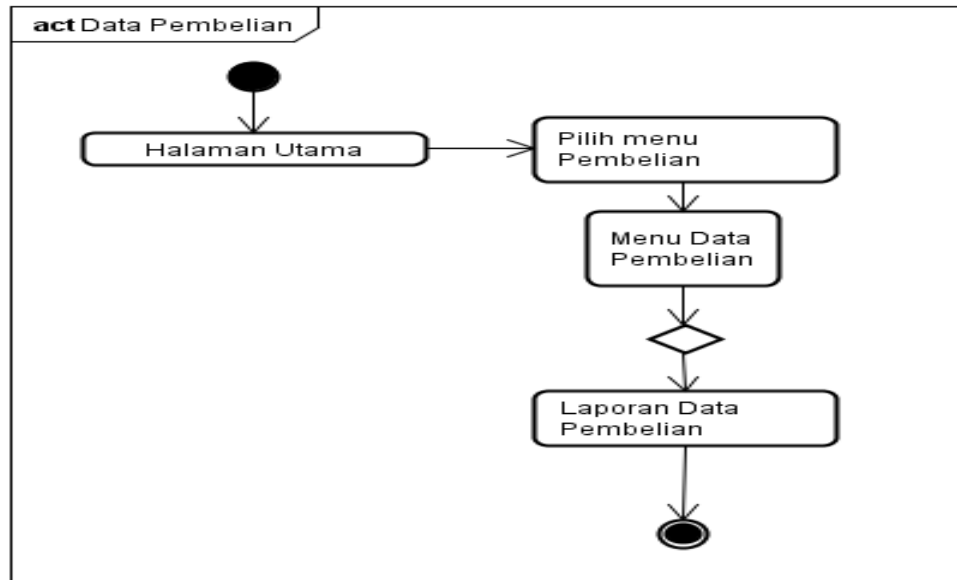 act Data Pembelian
Halaman Utama
Pilih menu
Pembelian
Menu Data
Pembelian
Laporan Data
Pembelian